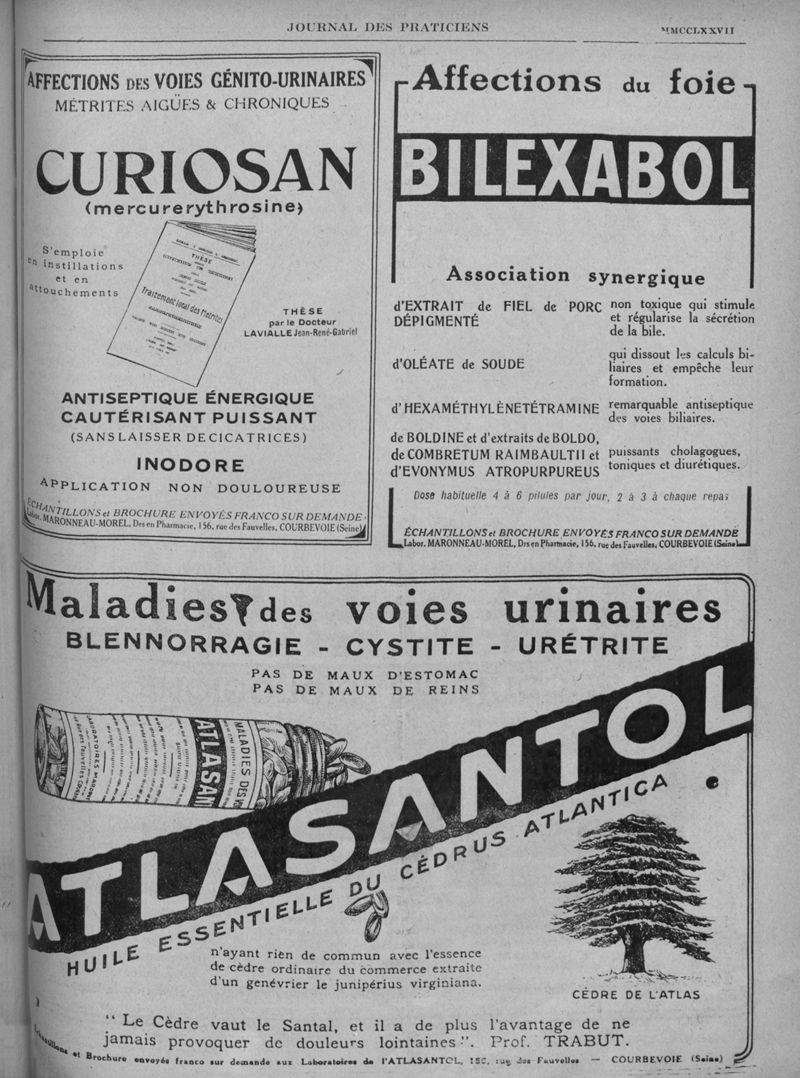 JOURNAL DES PRATICIENS
MMCCLXXVII
AFFECTIONS DES VOIES GÉNITO-URINAIRES
MÉTRITES AIGÜES & CHRONIQUES
CURIOSAN
(mercurerythrosine)
S'emploie
en instillations
et en
attouchements
THÈSE
Traitement local des Métrites
THÈSE
par le Docteur
LAVIALLE Jean-René-Gabriel
ANTISEPTIQUE ÉNERGIQUE
CAUTÉRISANT PUISSANT
(SANS LAISSER DE CICATRICES)
INODORE
APPLICATION NON DOULOUREUSE
ÉCHANTILLONS et BROCHURE ENVOYÉS FRANCO SUR DEMANDE
Labor. MARONNEAU-MOREL, Drs en Pharmacie, 156, rue des Fauvelles, COURBEVOIE (Seine)
Affections du foie
BILEXABOL
Association synergique
d'EXTRAIT de FIEL de PORC DÉPIGMENTÉ
non toxique qui stimule
et régularise la sécrétion
de la bile.
d'OLÉATE de SOUDE
qui dissout les calculs bi-
liaires et empêche leur
formation.
d'HEXAMÉTHYLÈNETÉTRAMINE
remarquable antiseptique
des voies biliaires.
de BOLDINE et d'extraits de BOLDO,
de COMBRETUM RAIMBAULTII et
d'EVONYMUS ATROPURPUREUS
puissants cholagogues,
toniques et diurétiques.
Dose habituelle 4 à 6 pilules par jour, 2 à 3 à chaque repas
ÉCHANTILLONS et BROCHURE ENVOYÉS FRANCO SUR DEMANDE
Labor. MARONNEAU-MOREL, Drs en Pharmacie, 156, rue des Fauvelles, COURBEVOIE (Seine)
Maladies des voies urinaires
BLENNORRAGIE - CYSTITE - URÉTRITE
PAS DE MAUX D'ESTOMAC
PAS DE MAUX DE REINS
MALADIES DES V
ATLASAN
ATLASANTOL
HUILE ESSENTIELLE DU CÉDRUS ATLANTICA
n'ayant rien de commun avec l'essence
de cèdre ordinaire du commerce extraite
d'un genévrier le junipérius virginiana.
CÈDRE DE L'ATLAS
“ Le Cèdre vaut le Santal, et il a de plus l'avantage de ne
jamais provoquer de douleurs lointaines ”. Prof. TRABUT.
Echantillons et Brochure envoyés franco sur demande aux Laboratoires de l'ATLASANTOL, 156, rue des Fauvelles — COURBEVOIE (Seine)